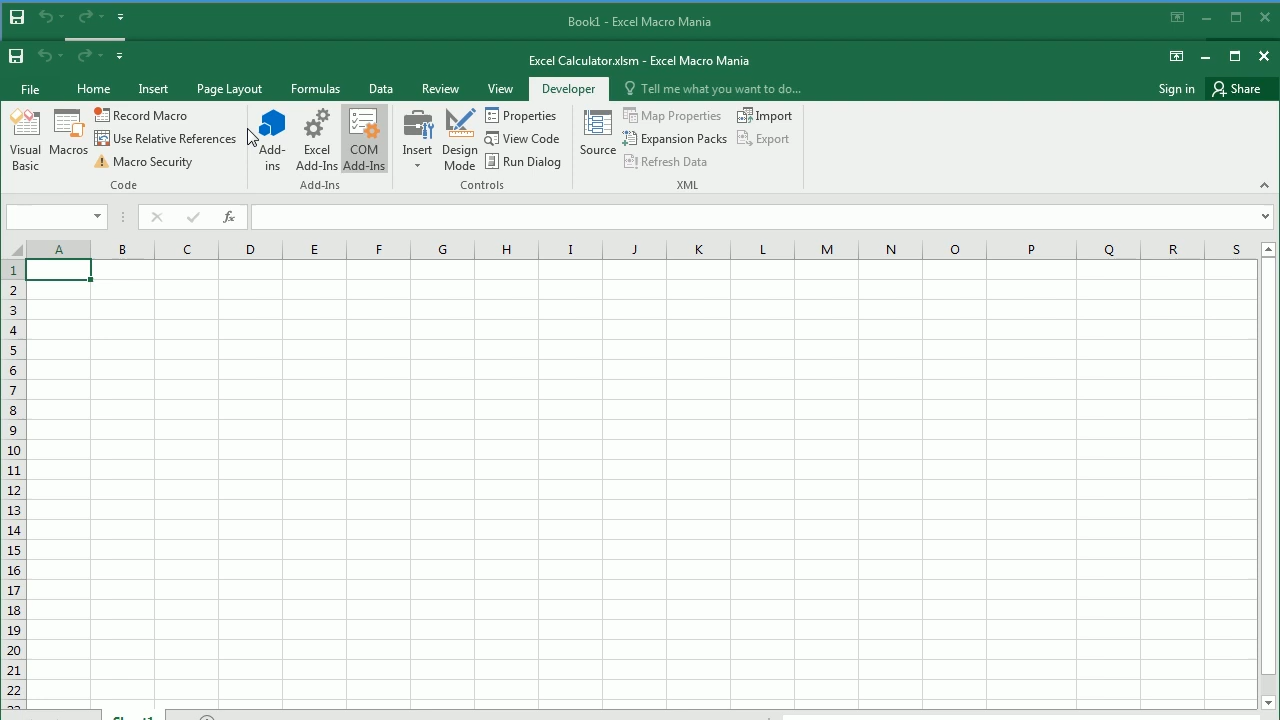 Book1 - Excel Macro Mania
Excel Calculator.xlsm - Excel Macro Mania
File Home Insert Page Layout Formulas Data Review View Developer Tell me what you want to do... Sign in Share
Visual Basic
Macros
Record Macro
Use Relative References
Macro Security
Code
Add-ins
Excel Add-Ins
COM Add-Ins
Add-Ins
Insert
Design Mode
Properties
View Code
Run Dialog
Controls
Source
Map Properties
Expansion Packs
Refresh Data
Import
Export
XML
fx
A B C D E F G H I J K L M N O P Q R S
1
2
3
4
5
6
7
8
9
10
11
12
13
14
15
16
17
18
19
20
21
22